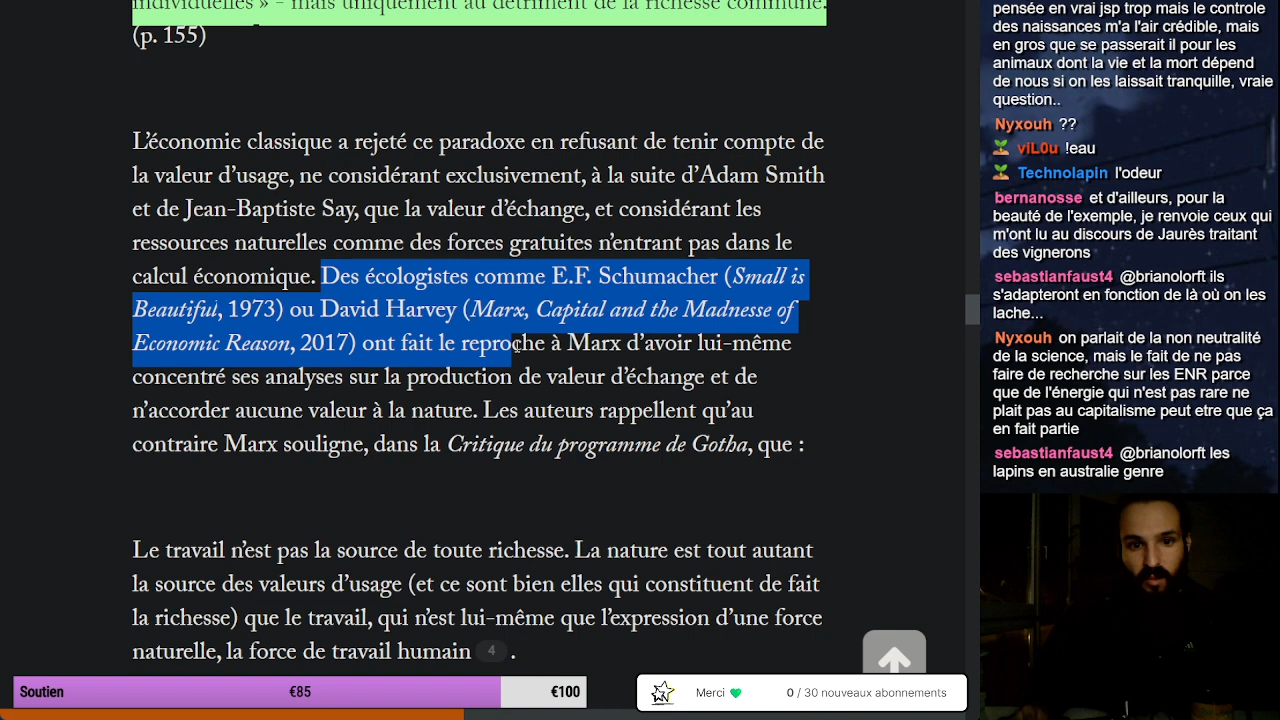 individuelles » - mais uniquement au détriment de la richesse commune.
(p. 155)
L’économie classique a rejeté ce paradoxe en refusant de tenir compte de
la valeur d’usage, ne considérant exclusivement, à la suite d’Adam Smith
et de Jean-Baptiste Say, que la valeur d’échange, et considérant les
ressources naturelles comme des forces gratuites n’entrant pas dans le
calcul économique. Des écologistes comme E.F. Schumacher (Small is
Beautiful, 1973) ou David Harvey (Marx, Capital and the Madnesse of
Economic Reason, 2017) ont fait le reproche à Marx d’avoir lui-même
concentré ses analyses sur la production de valeur d’échange et de
n’accorder aucune valeur à la nature. Les auteurs rappellent qu’au
contraire Marx souligne, dans la Critique du programme de Gotha, que :
Le travail n’est pas la source de toute richesse. La nature est tout autant
la source des valeurs d’usage (et ce sont bien elles qui constituent de fait
la richesse) que le travail, qui n’est lui-même que l’expression d’une force
naturelle, la force de travail humain 4 .
Soutien €85 €100
Merci 0 / 30 nouveaux abonnements
pensée en vrai jsp trop mais le controle
des naissances m'a l'air crédible, mais
en gros que se passerait il pour les
animaux dont la vie et la mort dépend
de nous si on les laissait tranquille, vraie
question..
Nyxouh ??
viL0u !eau
Technolapin l'odeur
bernanosse et d'ailleurs, pour la
beauté de l'exemple, je renvoie ceux qui
m'ont lu au discours de Jaurès traitant
des vignerons
sebastianfaust4 @brianolorft ils
s'adapteront en fonction de là où on les
lache...
Nyxouh on parlait de la non neutralité
de la science, mais le fait de ne pas
faire de recherche sur les ENR parce
que de l'énergie qui n'est pas rare ne
plait pas au capitalisme peut etre que ça
en fait partie
sebastianfaust4 @brianolorft les
lapins en australie genre